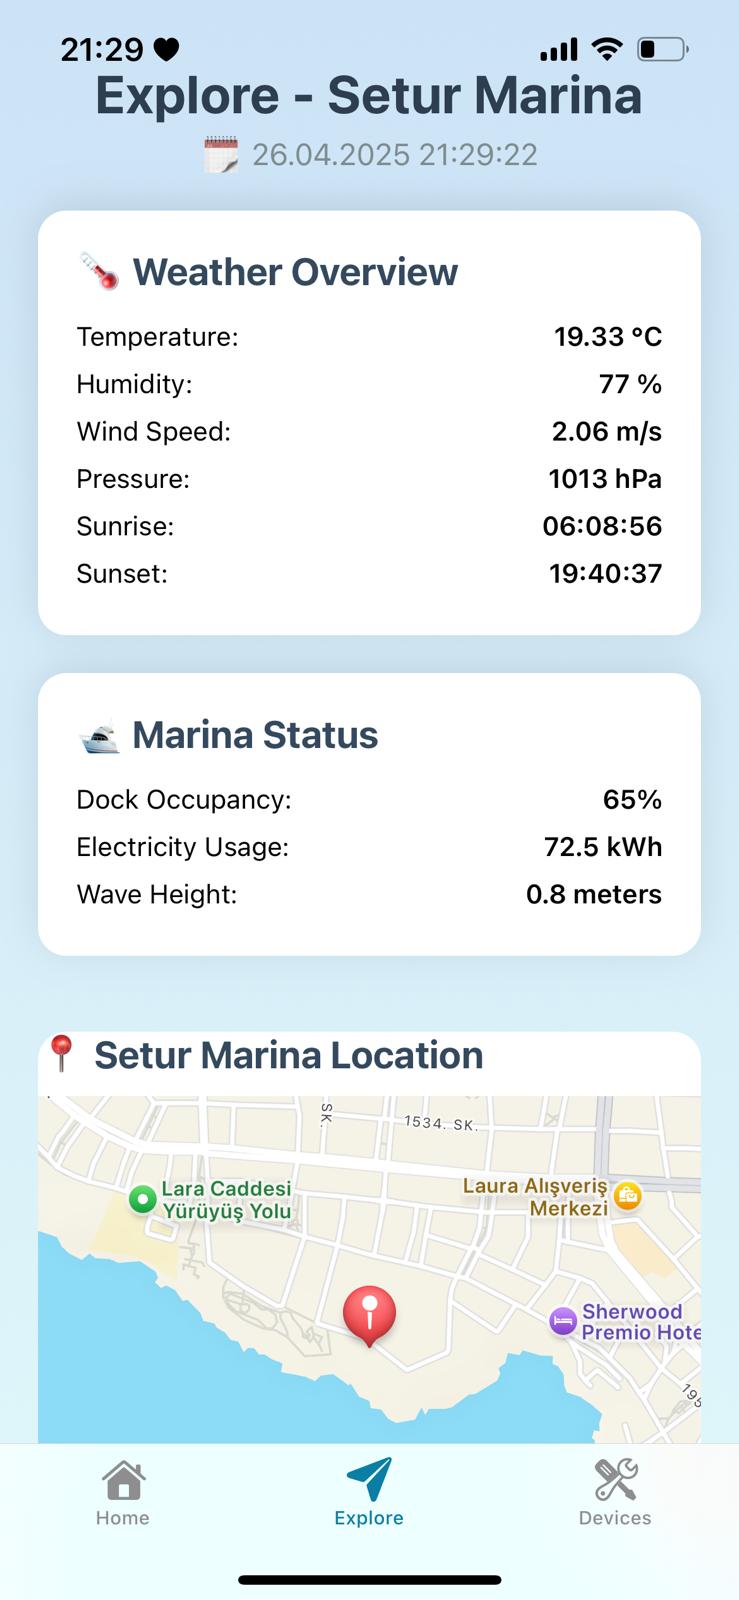 21:29
Explore - Setur Marina
26.04.2025 21:29:22
Weather Overview
Temperature: 19.33 °C
Humidity: 77 %
Wind Speed: 2.06 m/s
Pressure: 1013 hPa
Sunrise: 06:08:56
Sunset: 19:40:37
Marina Status
Dock Occupancy: 65%
Electricity Usage: 72.5 kWh
Wave Height: 0.8 meters
Setur Marina Location
SK.
1534. SK.
Lara Caddesi
Yürüyüş Yolu
Laura Alışveriş
Merkezi
Sherwood
Premio Hote
195
Home
Explore
Devices